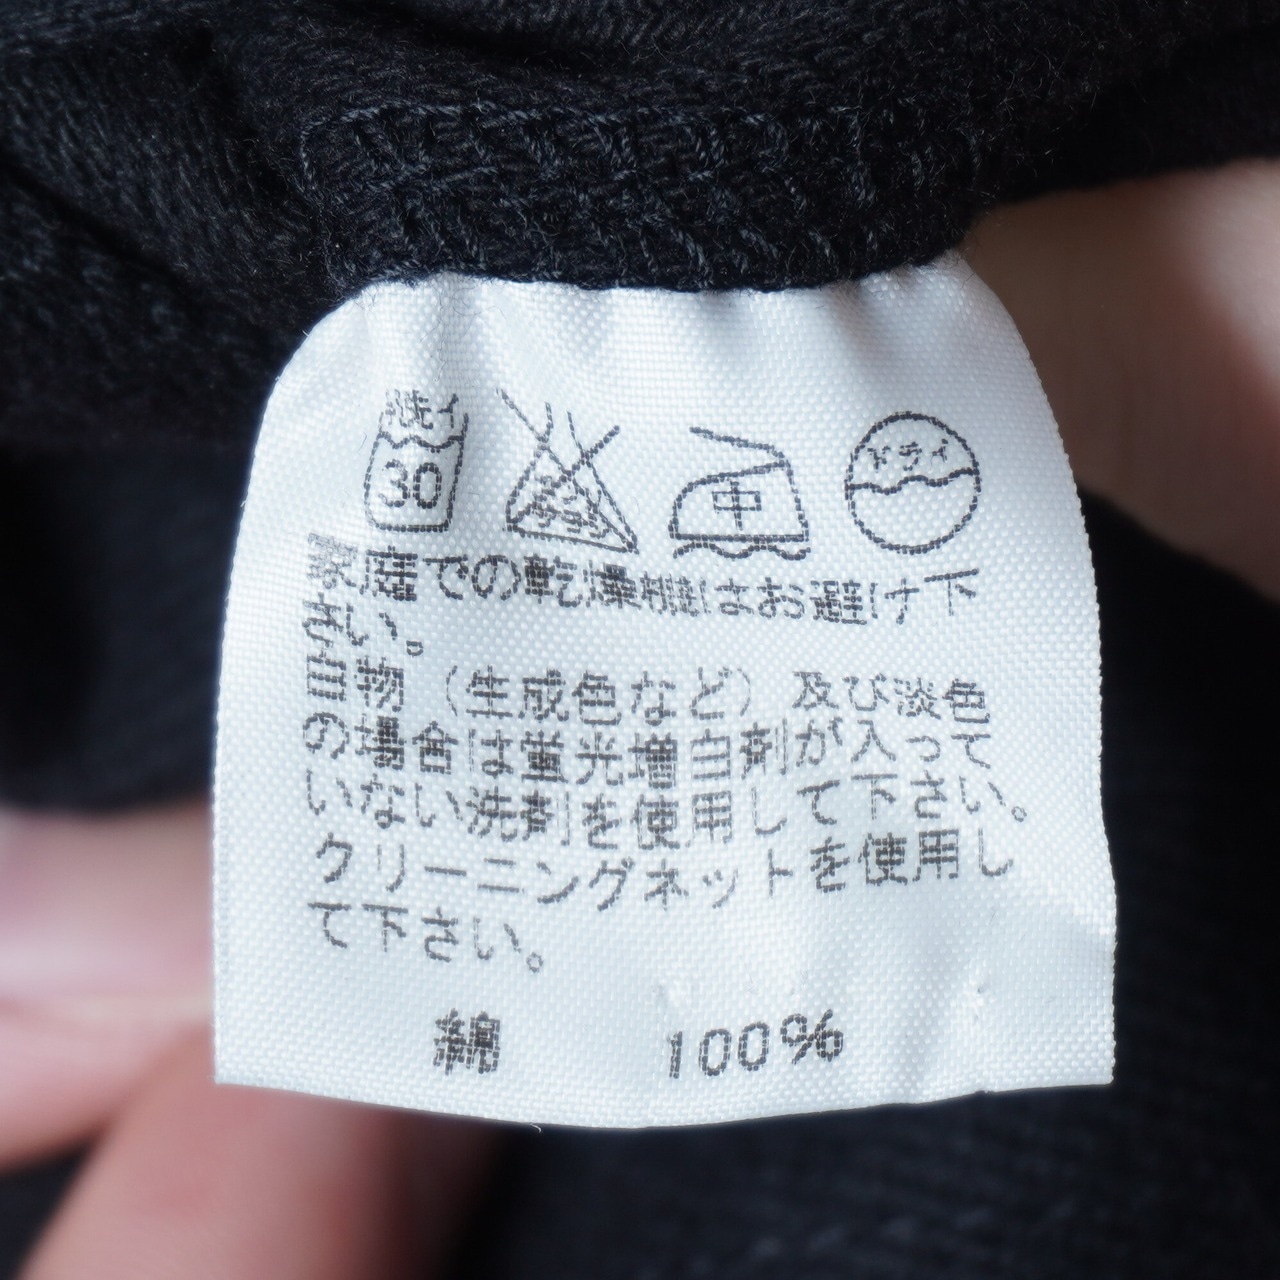 30
中
ドライ
家庭での乾燥機はお避け下
さい。
白物（生成色など）及び淡色
の場合は蛍光増白剤が入って
いない洗剤を使用して下さい。
クリーニングネットを使用し
て下さい。
綿 100%